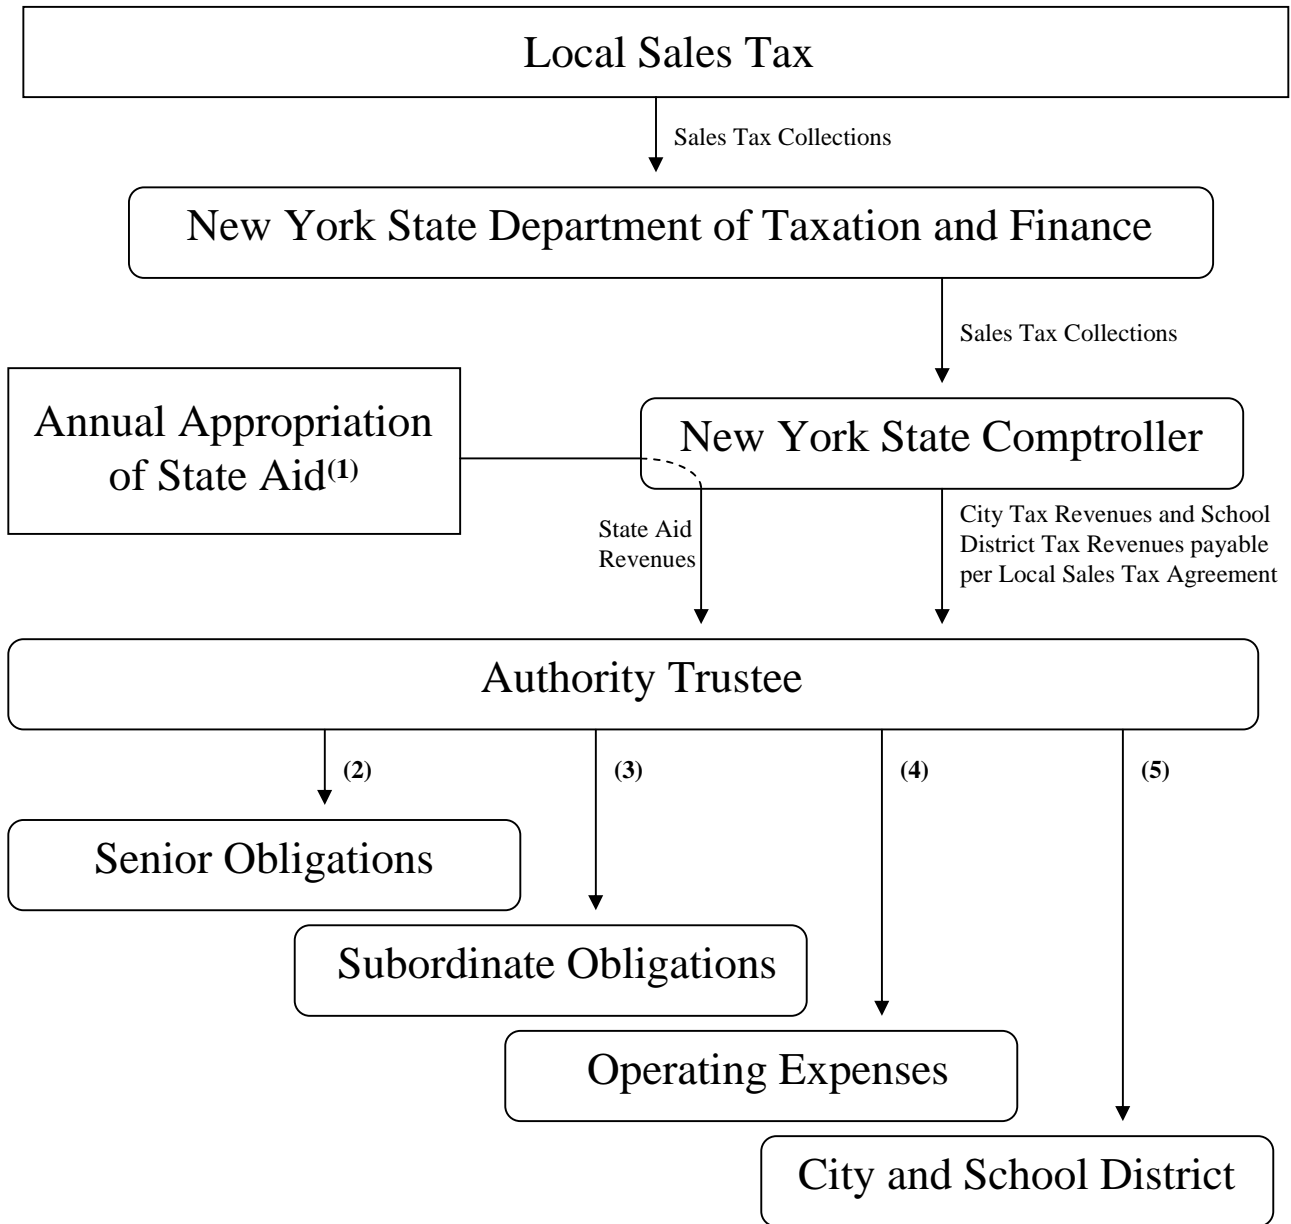 Local Sales Tax
Sales Tax Collections
New York State Department of Taxation and Finance
Sales Tax Collections
Annual Appropriation
of State Aid(1)
New York State Comptroller
State Aid
Revenues
City Tax Revenues and School
District Tax Revenues payable
per Local Sales Tax Agreement
Authority Trustee
(2)
(3)
(4)
(5)
Senior Obligations
Subordinate Obligations
Operating Expenses
City and School District